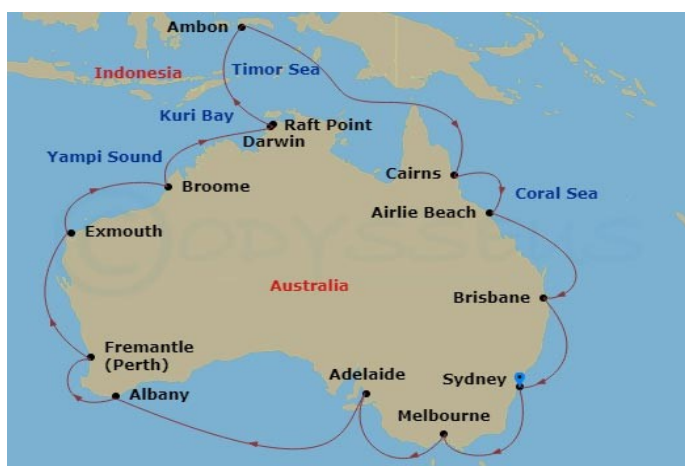 Ambon
Indonesia
Timor Sea
Kuri Bay
Raft Point
Darwin
Yampi Sound
Broome
Cairns
Coral Sea
Airlie Beach
Exmouth
©ODYSSEUS
Australia
Brisbane
Fremantle
(Perth)
Adelaide
Sydney
Albany
Melbourne